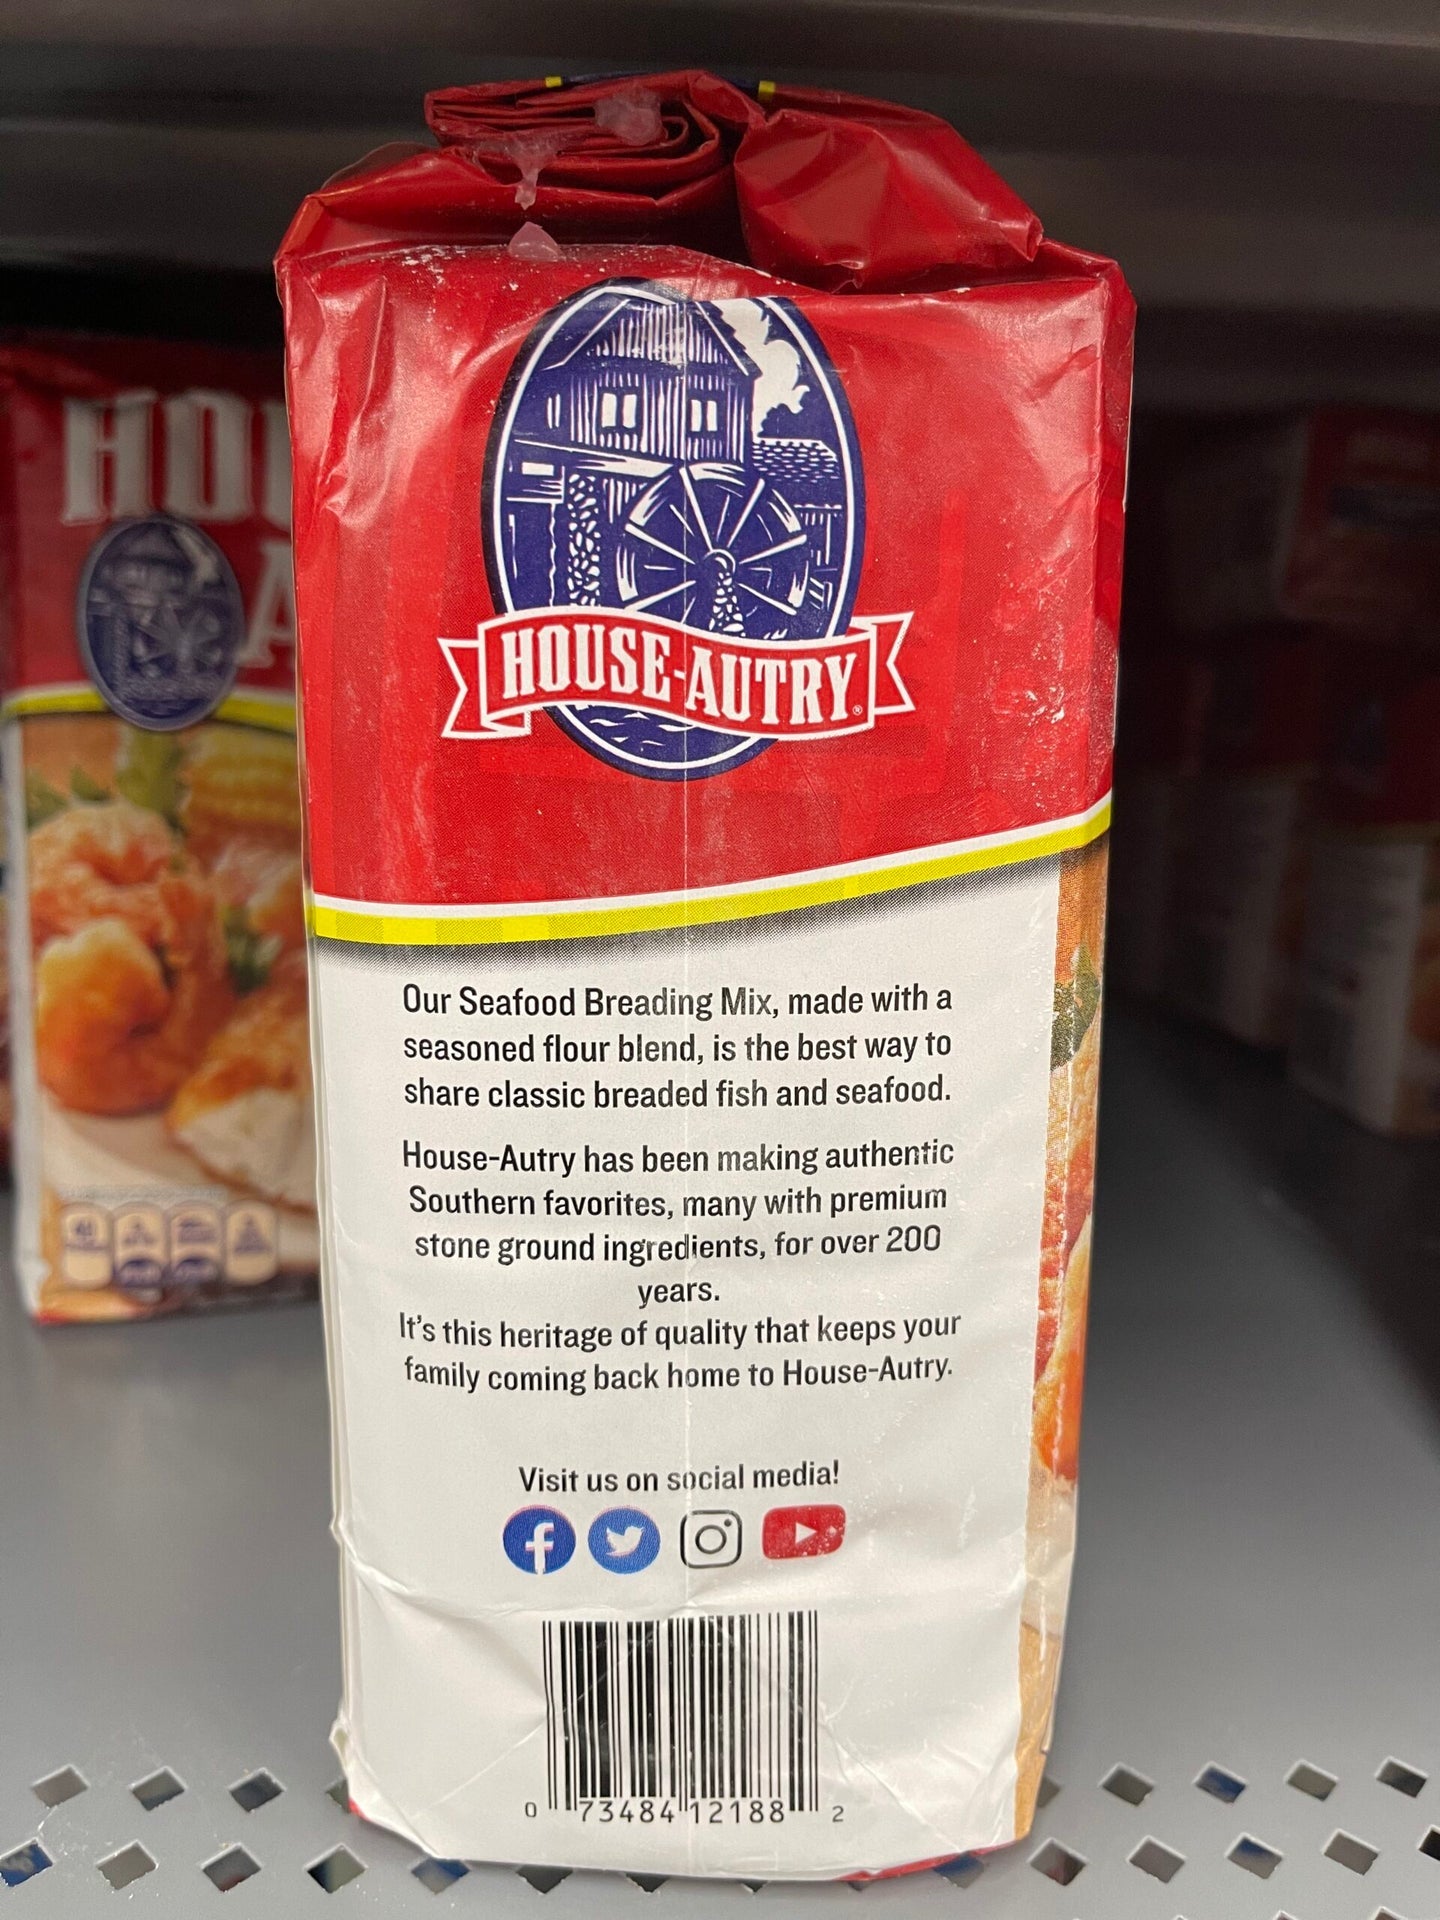 HOUSE-AUTRY®
Our Seafood Breading Mix, made with a
seasoned flour blend, is the best way to
share classic breaded fish and seafood.
House-Autry has been making authentic
Southern favorites, many with premium
stone ground ingredients, for over 200
years.
It's this heritage of quality that keeps your
family coming back home to House-Autry.
Visit us on social media!
0 73484 12188 2
HOU
A